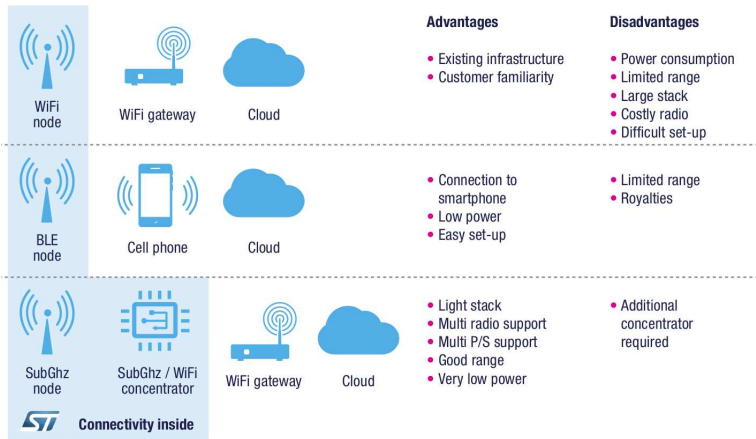 Advantages
Disadvantages
WiFi
node
WiFi gateway
Cloud
• Existing infrastructure
• Customer familiarity
• Power consumption
• Limited range
• Large stack
• Costly radio
• Difficult set-up
BLE
node
Cell phone
Cloud
• Connection to
smartphone
• Low power
• Easy set-up
• Limited range
• Royalties
SubGhz
node
SubGhz / WiFi
concentrator
WiFi gateway
Cloud
• Light stack
• Multi radio support
• Multi P/S support
• Good range
• Very low power
• Additional
concentrator
required
ST
Connectivity inside